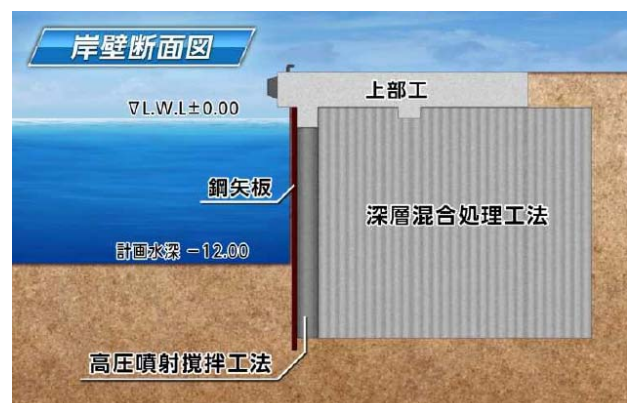 岸壁断面図
上部工
▽L.W.L±0.00
鋼矢板
深層混合処理工法
計画水深 −12.00
高圧噴射撹拌工法